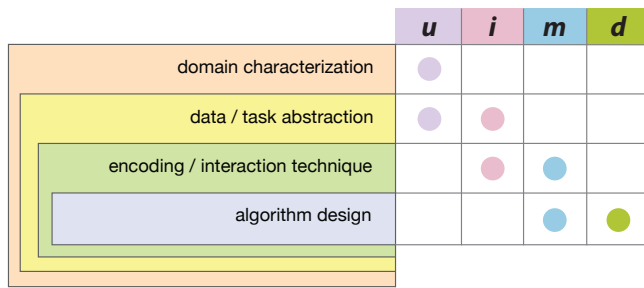 u i m d
domain characterization
data / task abstraction
encoding / interaction technique
algorithm design